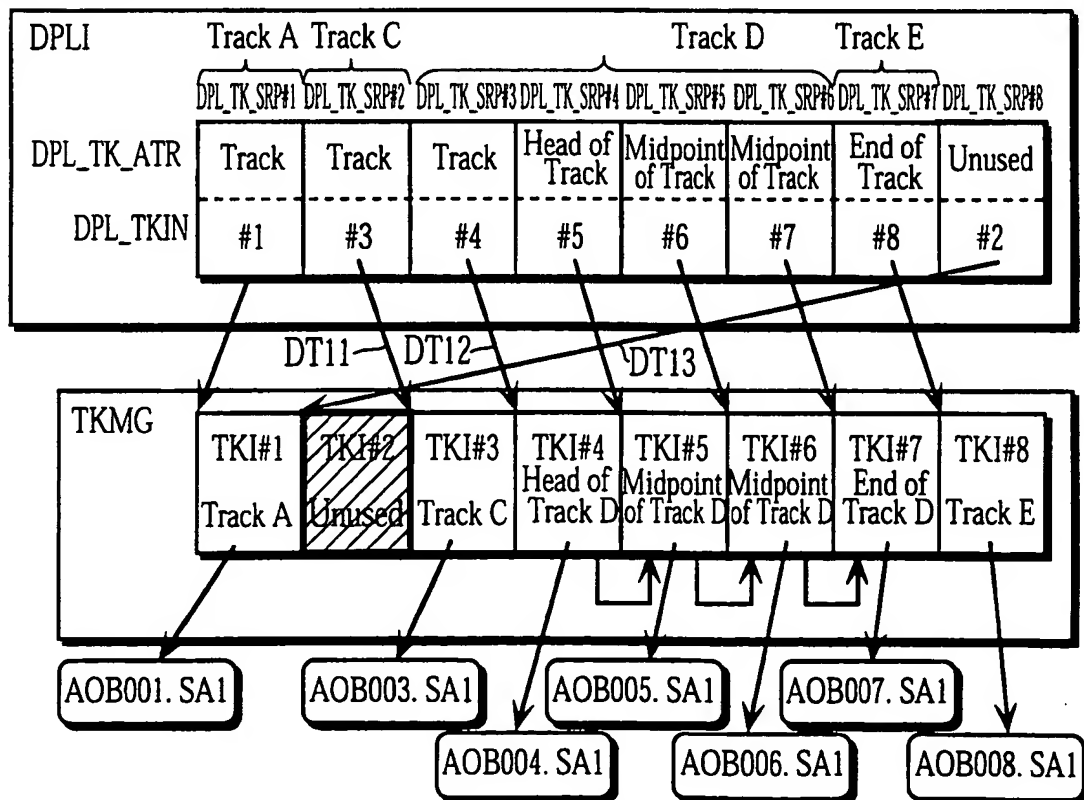 DPLI
Track A Track C Track D Track E
DPL_TK_SRP#1 DPL_TK_SRP#2 DPL_TK_SRP#3 DPL_TK_SRP#4 DPL_TK_SRP#5 DPL_TK_SRP#6 DPL_TK_SRP#7 DPL_TK_SRP#8
DPL_TK_ATR
Track
Track
Track
Head of
Track
Midpoint
of Track
Midpoint
of Track
End of
Track
Unused
DPL_TKIN
#1 #3 #4 #5 #6 #7 #8 #2
DT11 DT12 DT13
TKMG
TKI#1
Track A
TKI#2
Unused
TKI#3
Track C
TKI#4
Head of
Track D
TKI#5
Midpoint
of Track D
TKI#6
Midpoint
of Track D
TKI#7
End of
Track D
TKI#8
Track E
AOB001. SA1 AOB003. SA1 AOB005. SA1 AOB007. SA1
AOB004. SA1 AOB006. SA1 AOB008. SA1